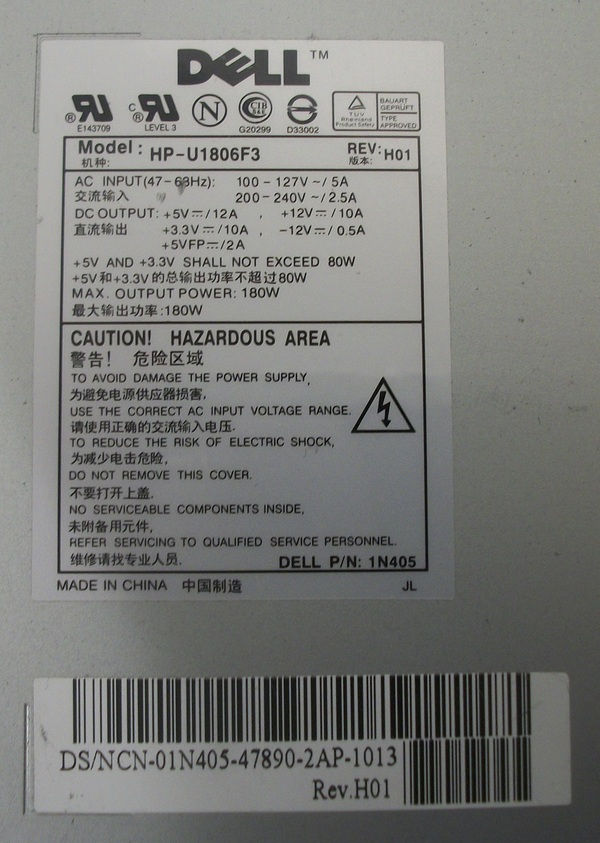 DELL™
E143709
LEVEL 3
N
CIB
G20299
D33002
TÜV
Rheinland
Product Safety
BAUART
GEPRÜFT
TYPE
APPROVED
Model: HP-U1806F3 REV: H01
机种: 版本:
AC INPUT(47-63Hz): 100-127V~/5A
交流输入 200-240V~/2.5A
DC OUTPUT: +5V⎓/12A , +12V⎓/10A
直流输出 +3.3V⎓/10A , -12V⎓/0.5A
+5VFP⎓/2A
+5V AND +3.3V SHALL NOT EXCEED 80W
+5V和+3.3V的总输出功率不超过80W
MAX. OUTPUT POWER: 180W
最大输出功率:180W
CAUTION! HAZARDOUS AREA
警告! 危险区域
TO AVOID DAMAGE THE POWER SUPPLY,
为避免电源供应器损害,
USE THE CORRECT AC INPUT VOLTAGE RANGE.
请使用正确的交流输入电压.
TO REDUCE THE RISK OF ELECTRIC SHOCK,
为减少电击危险,
DO NOT REMOVE THIS COVER.
不要打开上盖.
NO SERVICEABLE COMPONENTS INSIDE,
未附备用元件,
REFER SERVICING TO QUALIFIED SERVICE PERSONNEL.
维修请找专业人员. DELL P/N: 1N405
MADE IN CHINA 中国制造 JL
DS/NCN-01N405-47890-2AP-1013
Rev.H01